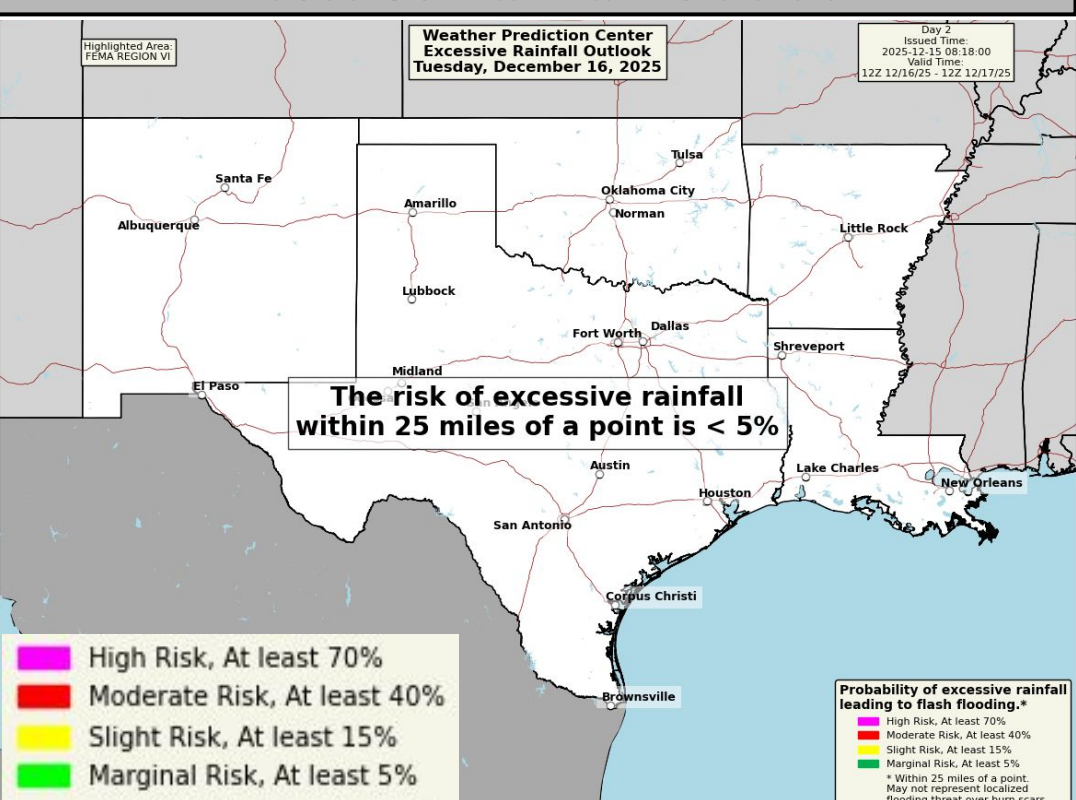 Highlighted Area:
FEMA REGION VI
Weather Prediction Center
Excessive Rainfall Outlook
Tuesday, December 16, 2025
Day 2
Issued Time:
2025-12-15 08:18:00
Valid Time:
12Z 12/16/25 - 12Z 12/17/25
Tulsa
Santa Fe
Oklahoma City
Amarillo
Norman
Albuquerque
Little Rock
Lubbock
Fort Worth
Dallas
Shreveport
Midland
El Paso
The risk of excessive rainfall
within 25 miles of a point is < 5%
Austin
Lake Charles
New Orleans
Houston
San Antonio
Corpus Christi
Brownsville
High Risk, At least 70%
Moderate Risk, At least 40%
Slight Risk, At least 15%
Marginal Risk, At least 5%
Probability of excessive rainfall
leading to flash flooding.*
High Risk, At least 70%
Moderate Risk, At least 40%
Slight Risk, At least 15%
Marginal Risk, At least 5%
* Within 25 miles of a point.
May not represent localized
flooding threat over burn scars